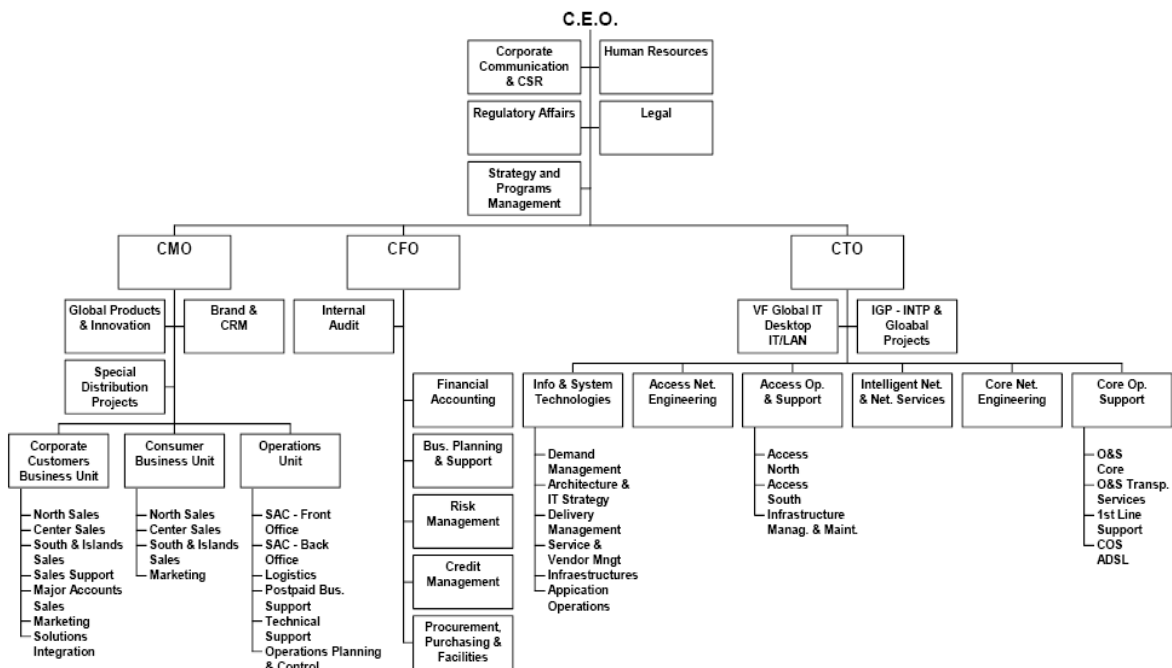 C.E.O.
Corporate
Communication
& CSR
Human Resources
Regulatory Affairs
Legal
Strategy and
Programs
Management
CMO
CFO
CTO
Global Products
& Innovation
Brand &
CRM
Internal
Audit
VF Global IT
Desktop
IT/LAN
IGP - INTP &
Gloabal
Projects
Special
Distribution
Projects
Financial
Accounting
Info & System
Technologies
Access Net.
Engineering
Access Op.
& Support
Intelligent Net.
& Net. Services
Core Net.
Engineering
Core Op.
Support
Corporate
Customers
Business Unit
Consumer
Business Unit
Operations
Unit
Bus. Planning
& Support
Risk
Management
Credit
Management
Procurement,
Purchasing &
Facilities
North Sales
Center Sales
South & Islands
Sales
Sales Support
Major Accounts
Sales
Marketing
Solutions
Integration
North Sales
Center Sales
South & Islands
Sales
Marketing
SAC - Front
Office
SAC - Back
Office
Logistics
Postpaid Bus.
Support
Technical
Support
Operations Planning
& Control
Demand
Management
Architecture &
IT Strategy
Delivery
Management
Service &
Vendor Mngt
Infraestructures
Appication
Operations
Access
North
Access
South
Infrastructure
Manag. & Maint.
O&S
Core
O&S Transp.
Services
1st Line
Support
COS
ADSL